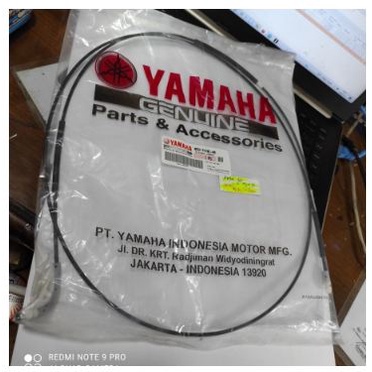 YAMAHA
GENUINE
Parts & Accessories
YAMAHA
PT. YAMAHA INDONESIA MOTOR MFG.
JL. DR. KRT. Radjiman Widyodiningrat
JAKARTA - INDONESIA 13920
REDMI NOTE 9 PRO